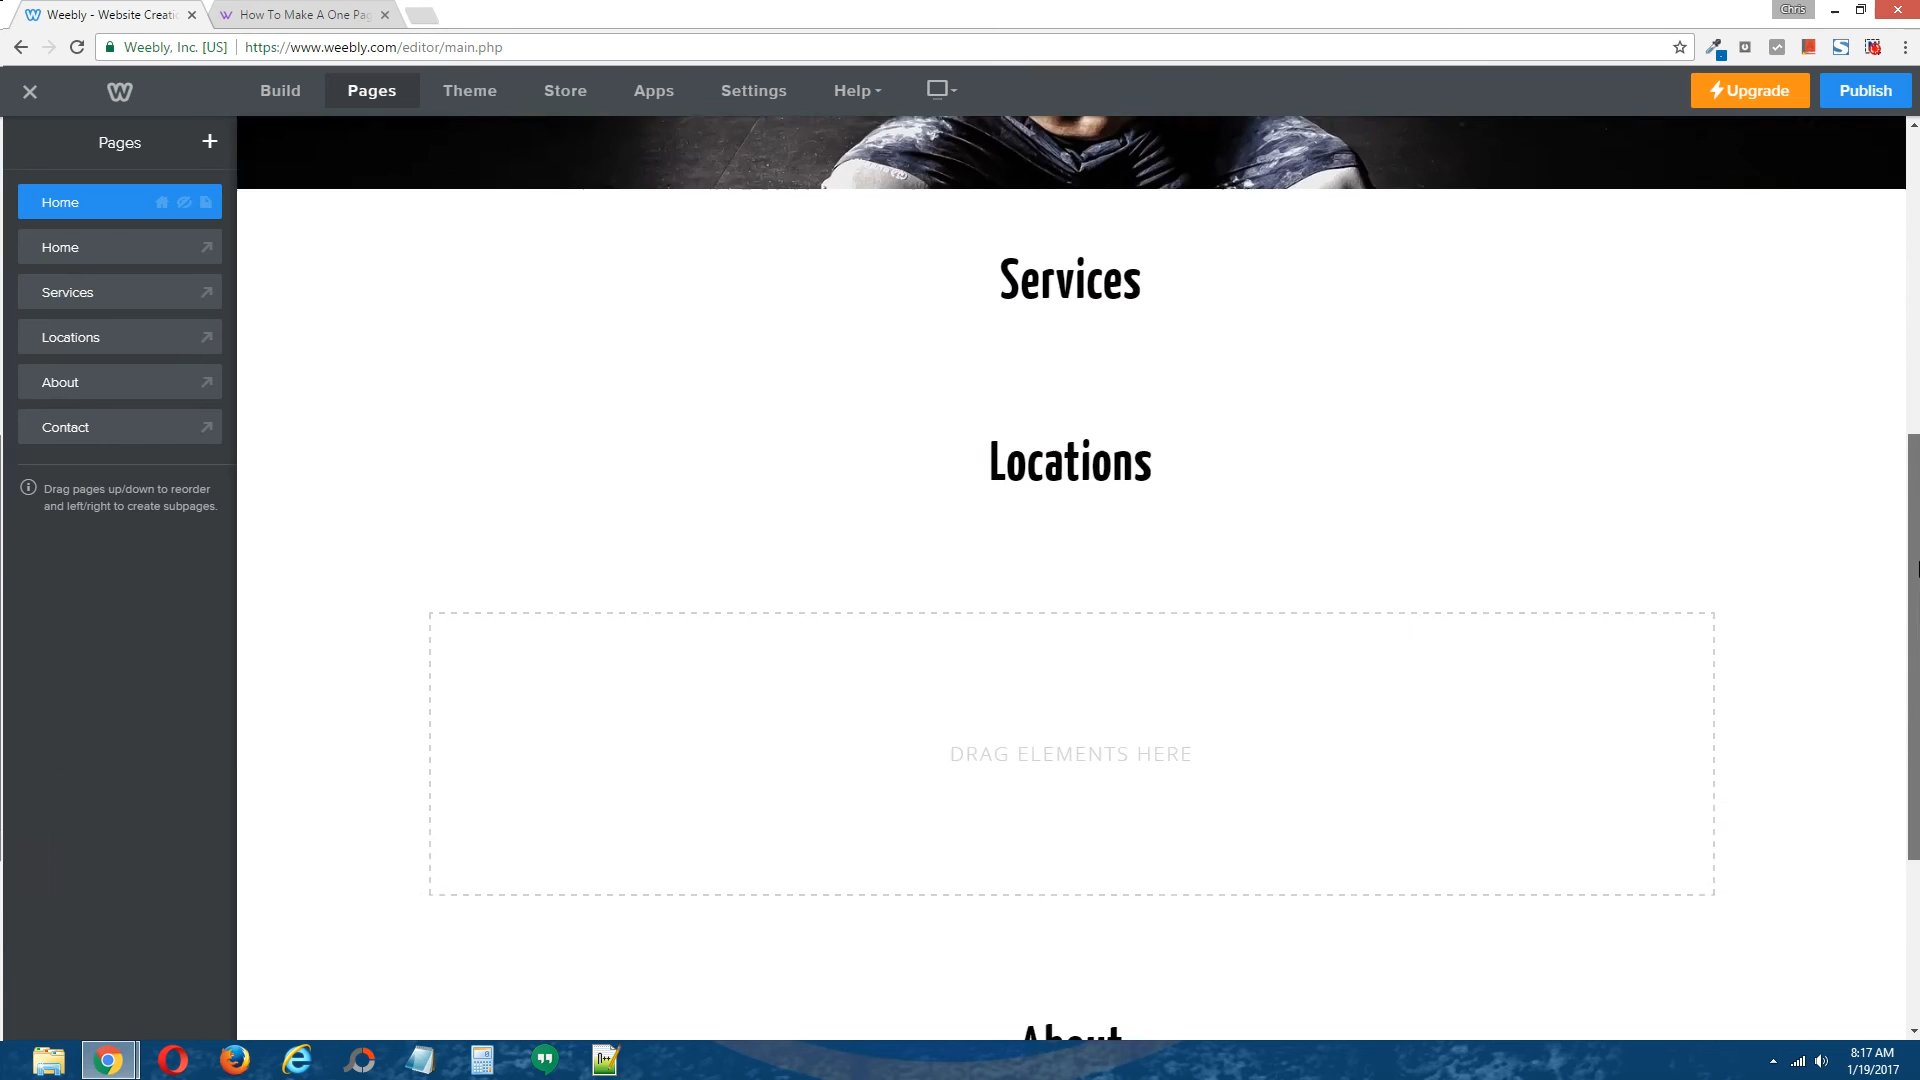 Weebly - Website Creatic
How To Make A One Pag
Chris
Weebly, Inc. [US]
https://www.weebly.com/editor/main.php
Build
Pages
Theme
Store
Apps
Settings
Help
Upgrade
Publish
Pages
Home
Home
Services
Locations
About
Contact
Drag pages up/down to reorder
and left/right to create subpages.
Services
Locations
DRAG ELEMENTS HERE
About
8:17 AM
1/19/2017